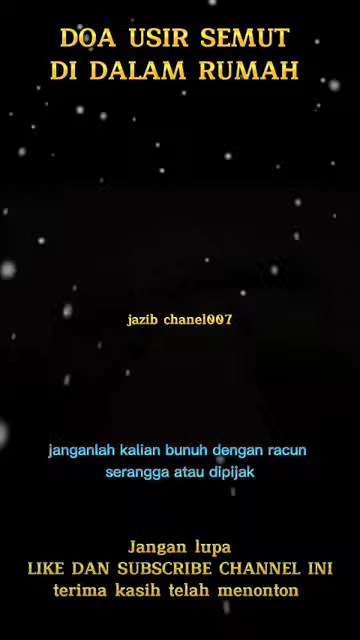 DOA USIR SEMUT
DI DALAM RUMAH
jazib chanel007
janganlah kalian bunuh dengan racun
serangga atau dipijak
Jangan lupa
LIKE DAN SUBSCRIBE CHANNEL INI
terima kasih telah menonton